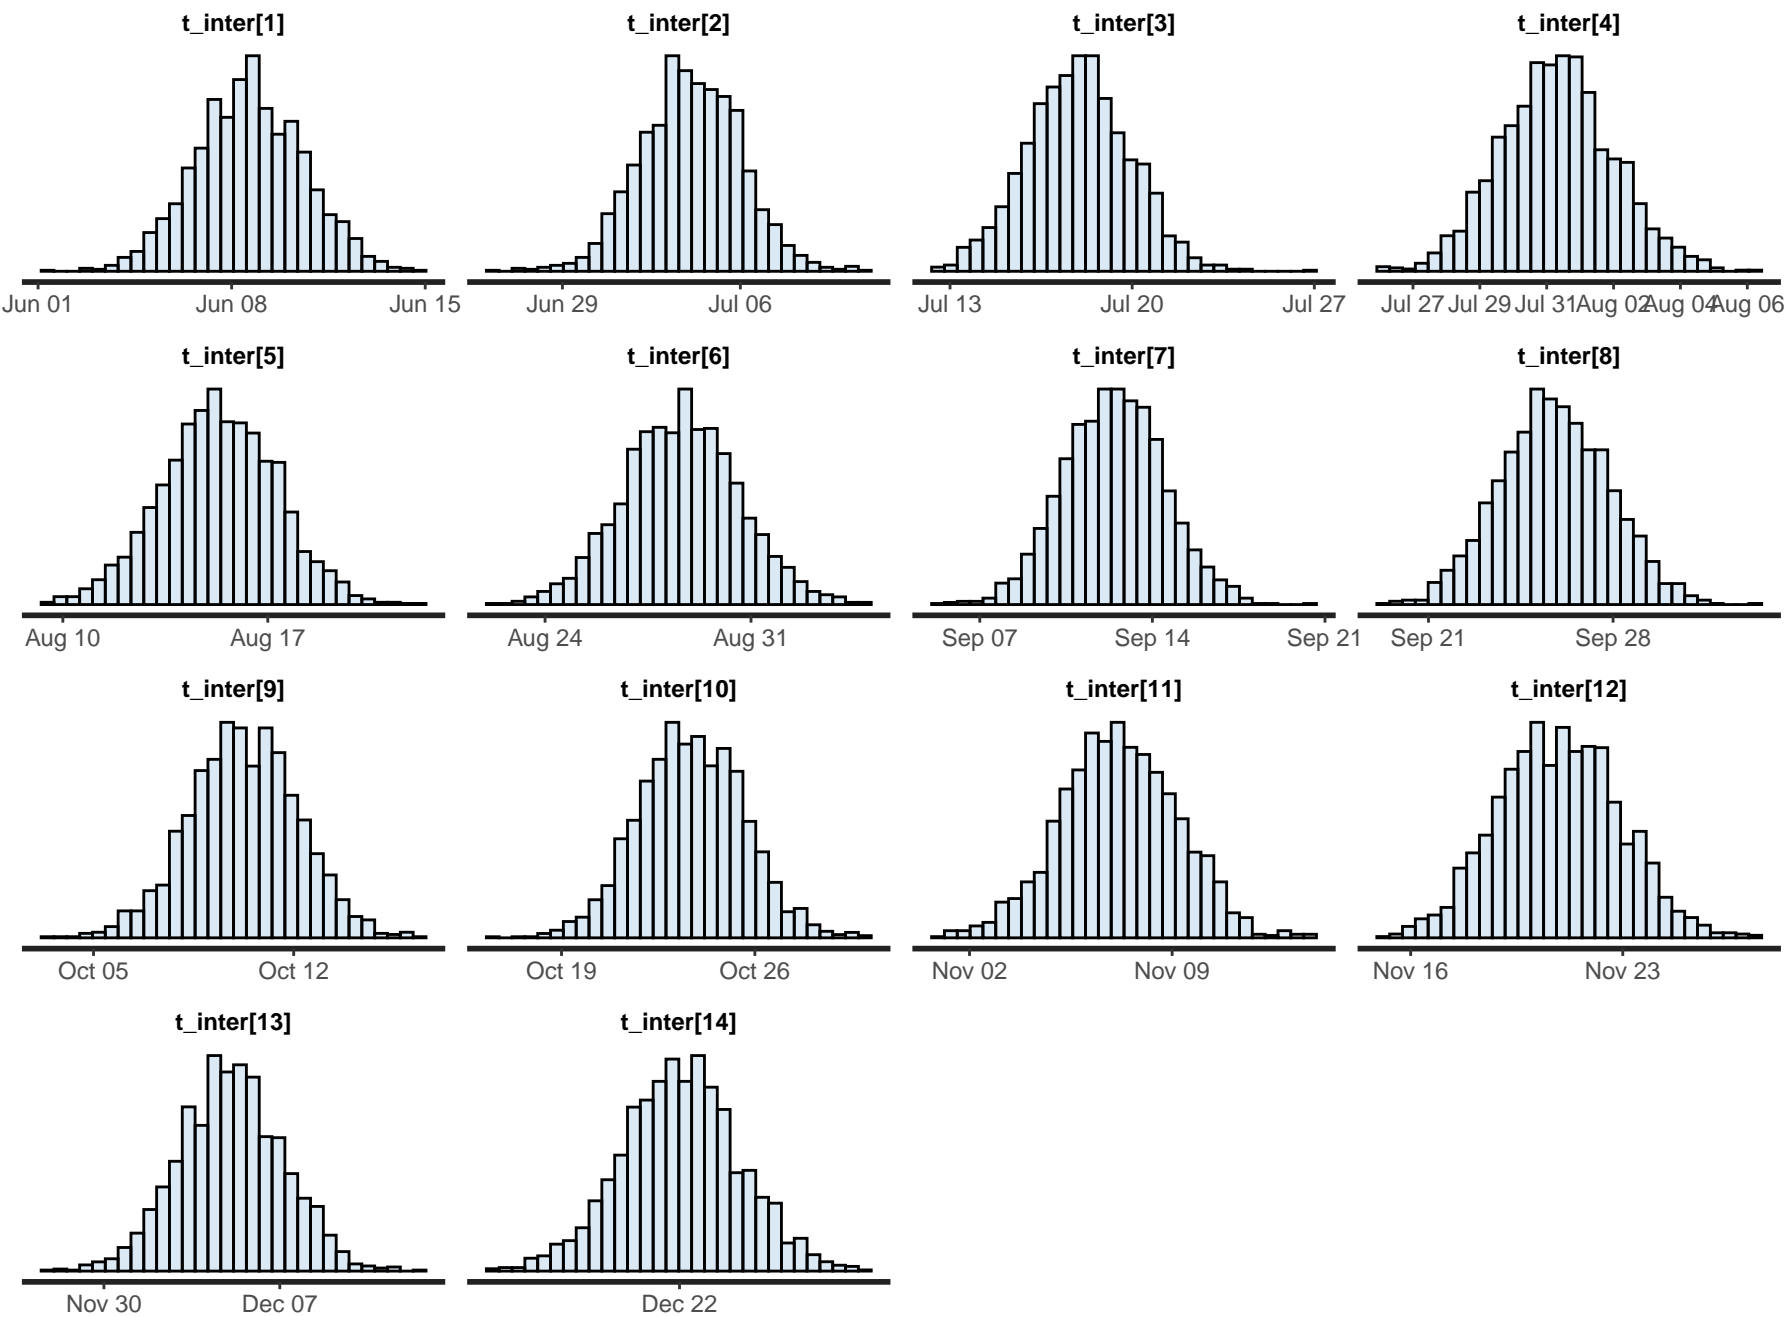 t_inter[1] t_inter[2] t_inter[3] t_inter[4]
Jun 01 Jun 08 Jun 15 Jun 29 Jul 06 Jul 13 Jul 20 Jul 27 Jul 27 Jul 29 Jul 31 Aug 02 Aug 04 Aug 06
t_inter[5] t_inter[6] t_inter[7] t_inter[8]
Aug 10 Aug 17 Aug 24 Aug 31 Sep 07 Sep 14 Sep 21 Sep 21 Sep 28
t_inter[9] t_inter[10] t_inter[11] t_inter[12]
Oct 05 Oct 12 Oct 19 Oct 26 Nov 02 Nov 09 Nov 16 Nov 23
t_inter[13] t_inter[14]
Nov 30 Dec 07 Dec 22